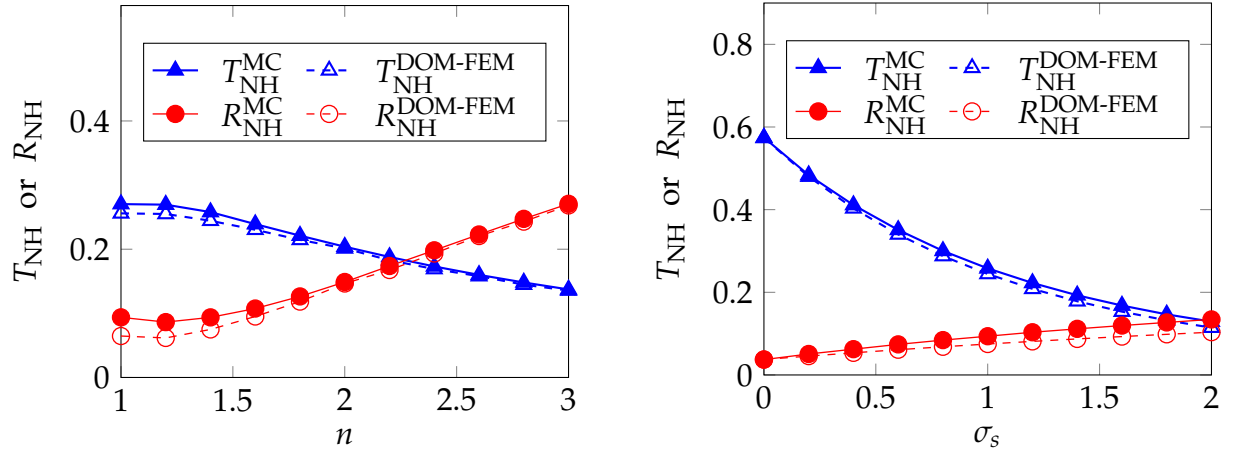 0.4
0.2
0
1
1.5
2
2.5
3
n
T_NH or R_NH
T_NH^MC T_NH^DOM-FEM
R_NH^MC R_NH^DOM-FEM
0.8
0.6
0.4
0.2
0
0
0.5
1
1.5
2
σ_s
T_NH or R_NH
T_NH^MC T_NH^DOM-FEM
R_NH^MC R_NH^DOM-FEM